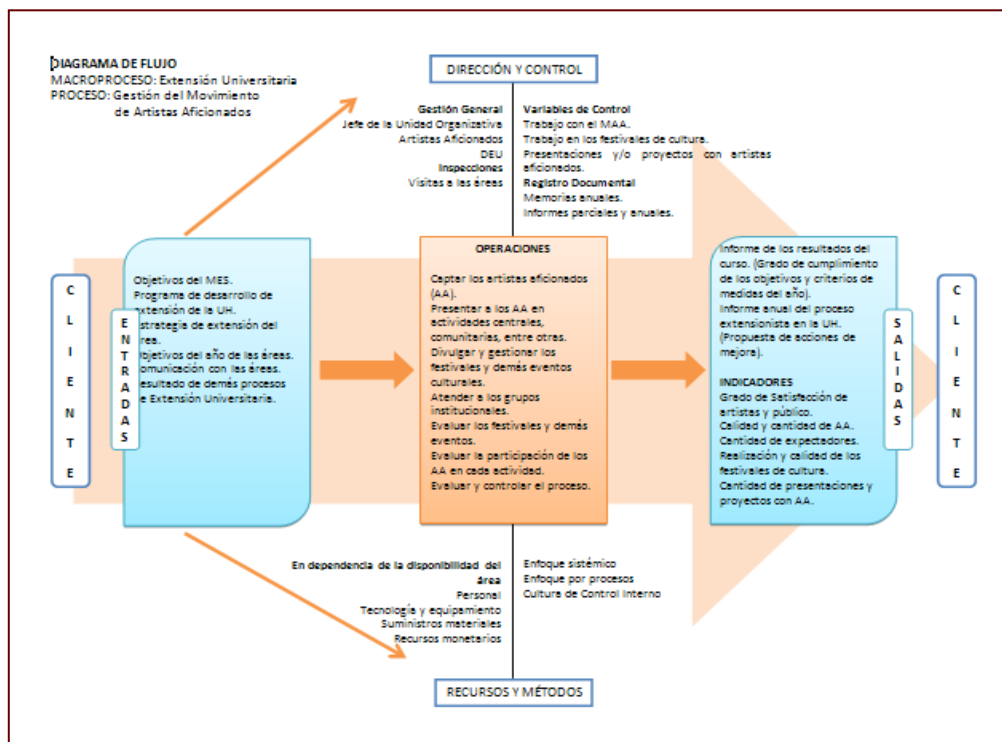 DIAGRAMA DE FLUJO
MACROPROCESO: Extensión Universitaria
PROCESO: Gestión del Movimiento
de Artistas Aficionados
DIRECCIÓN Y CONTROL
Gestión General
Jefe de la Unidad Organizativa
Artistas Aficionados
DEU
Inspecciones
Visitas a las áreas
Variables de Control
Trabajo con el MAA.
Trabajo en los festivales de cultura.
Presentaciones y/o proyectos con artistas
aficionados.
Registro Documental
Memorias anuales.
Informes parciales y anuales.
CLIENTE
ENTRADAS
Objetivos del MES.
Programa de desarrollo de
extensión de la UH.
Estrategia de extensión del
área.
Objetivos del año de las áreas.
Comunicación con las áreas.
Resultado de demás procesos
de Extensión Universitaria.
OPERACIONES
Captar los artistas aficionados
(AA).
Presentar a los AA en
actividades centrales,
comunitarias, entre otras.
Divulgar y gestionar los
festivales y demás eventos
culturales.
Atender a los grupos
institucionales.
Evaluar los festivales y demás
eventos.
Evaluar la participación de los
AA en cada actividad.
Evaluar y controlar el proceso.
Informe de los resultados del
curso. (Grado de cumplimiento
de los objetivos y criterios de
medidas del año).
Informe anual del proceso
extensionista en la UH.
(Propuesta de acciones de
mejora).
INDICADORES
Grado de Satisfacción de
artistas y público.
Calidad y cantidad de AA.
Cantidad de expectadores.
Realización y calidad de los
festivales de cultura.
Cantidad de presentaciones y
proyectos con AA.
SALIDAS
CLIENTE
En dependencia de la disponibilidad del
área
Personal
Tecnología y equipamiento
Suministros materiales
Recursos monetarios
Enfoque sistémico
Enfoque por procesos
Cultura de Control Interno
RECURSOS Y MÉTODOS